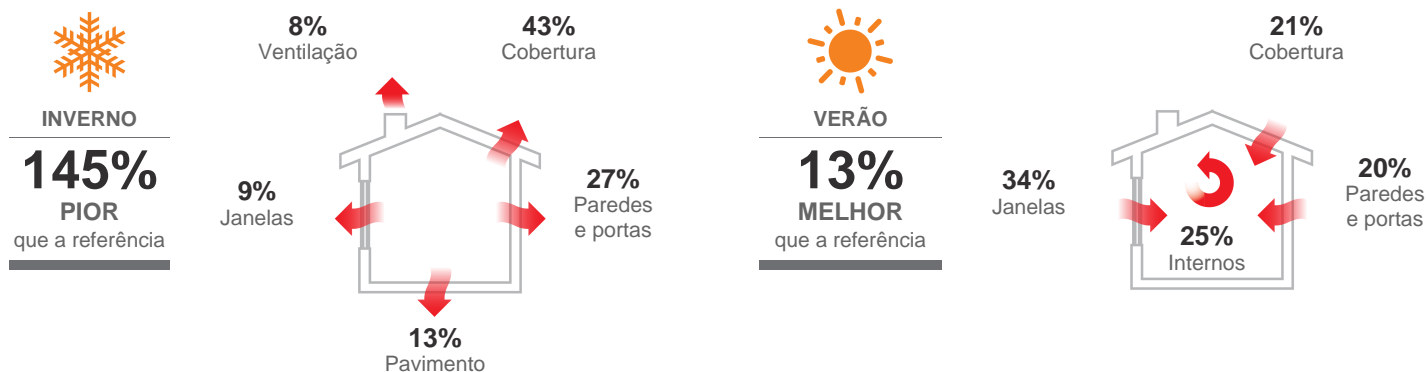 INVERNO
145%
PIOR
que a referência
8%
Ventilação
43%
Cobertura
9%
Janelas
27%
Paredes
e portas
13%
Pavimento
VERÃO
13%
MELHOR
que a referência
21%
Cobertura
34%
Janelas
20%
Paredes
e portas
25%
Internos